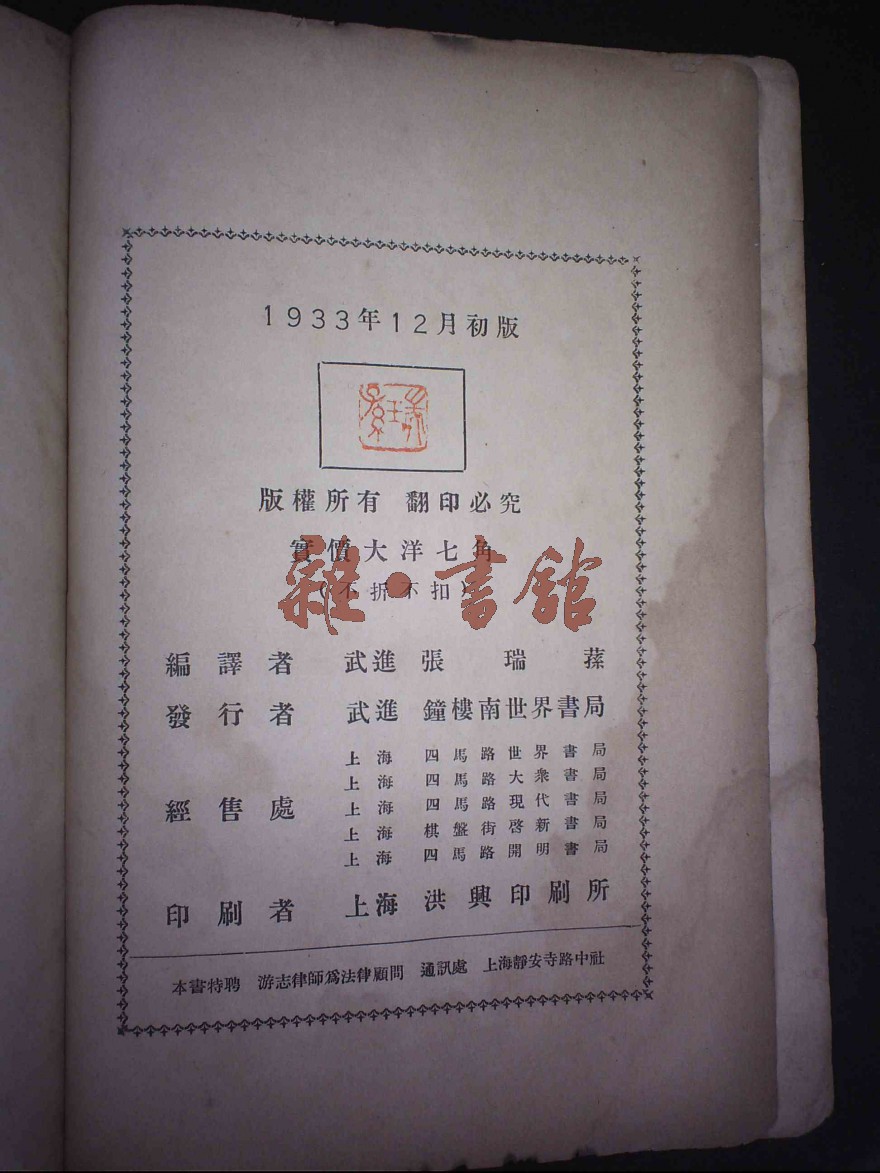 1933年12月初版
版權所有 翻印必究
實價大洋七角
(不折不扣)
雜·書館
編譯者 武進 張瑞蓀
發行者 武進 鐘樓南世界書局
上海 四馬路世界書局
上海 四馬路大衆書局
經售處 上海 四馬路現代書局
上海 棋盤街啓新書局
上海 四馬路開明書局
印刷者 上海 洪興印刷所
本書特聘 游志律師爲法律顧問 通訊處 上海靜安寺路中社